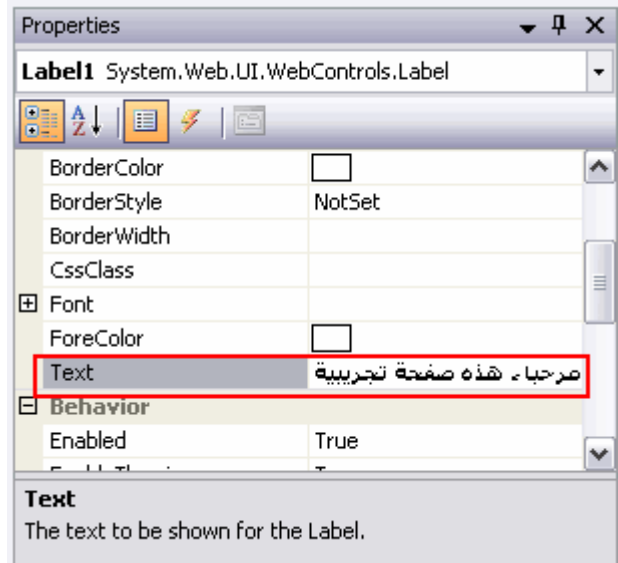 Properties
Label1 System.Web.UI.WebControls.Label
BorderColor
BorderStyle NotSet
BorderWidth
CssClass
Font
ForeColor
Text مرحبا، هذه صفحة تجريبية
Behavior
Enabled True
Text
The text to be shown for the Label.